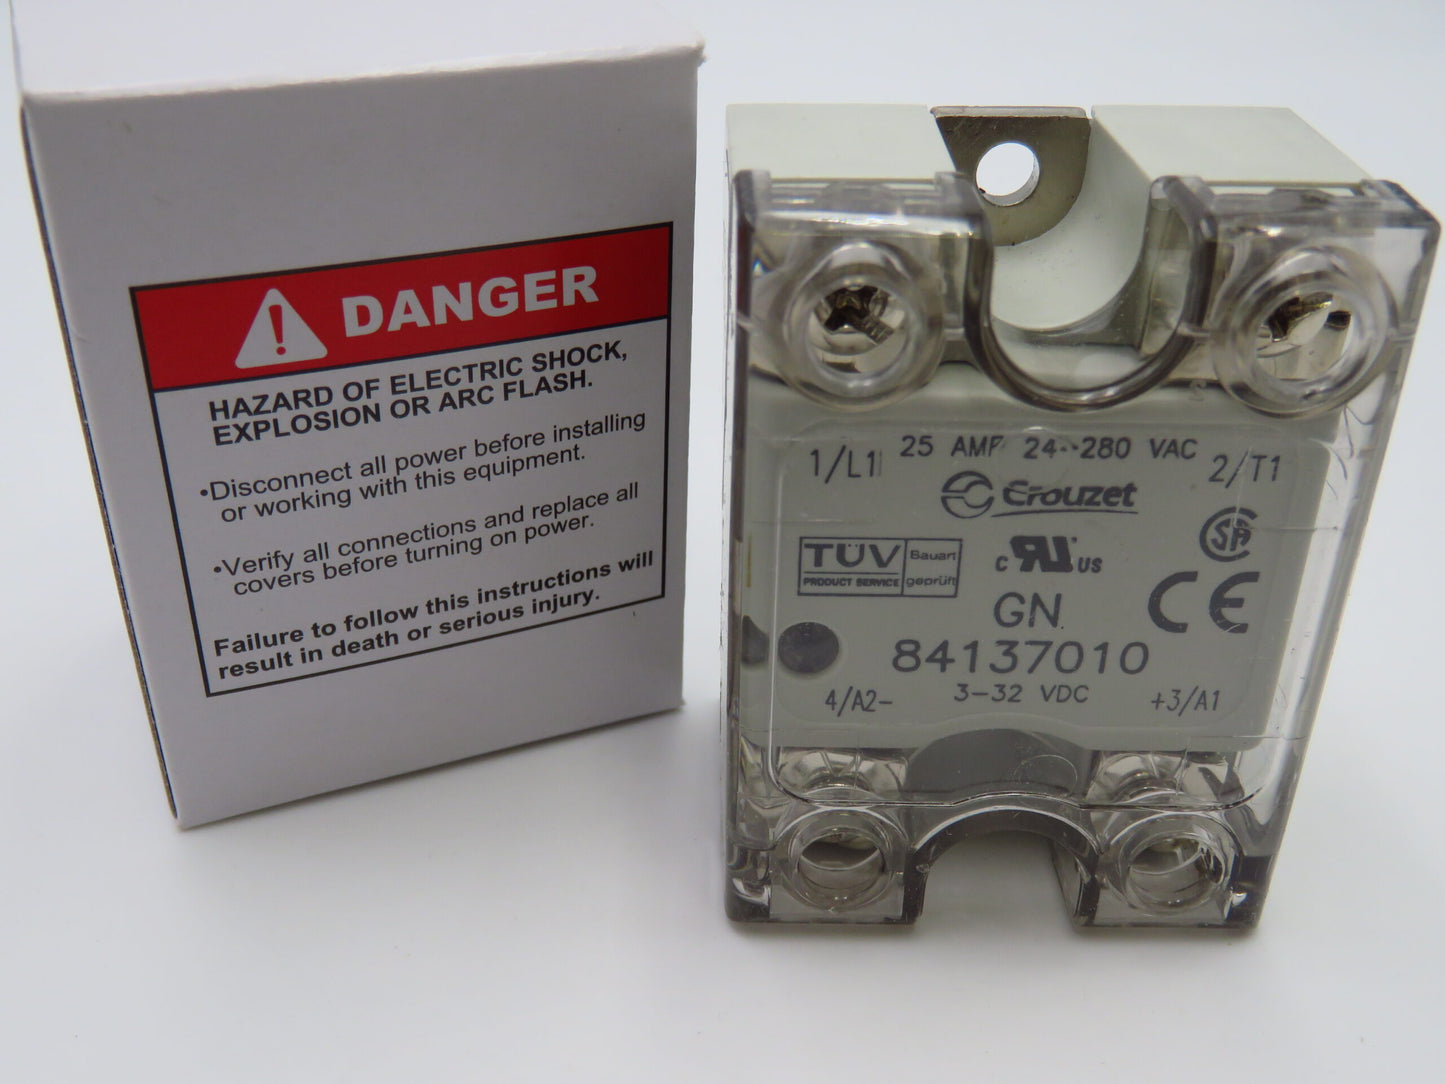 DANGER
HAZARD OF ELECTRIC SHOCK,
EXPLOSION OR ARC FLASH.
•Disconnect all power before installing
or working with this equipment.
•Verify all connections and replace all
covers before turning on power.
Failure to follow this instructions will
result in death or serious injury.
25 AMP 24--280 VAC
1/L1
2/T1
Crouzet
TÜV
PRODUCT SERVICE
Bauart
geprüft
c RU US
SA
CE
GN.
84137010
3-32 VDC
4/A2-
+3/A1